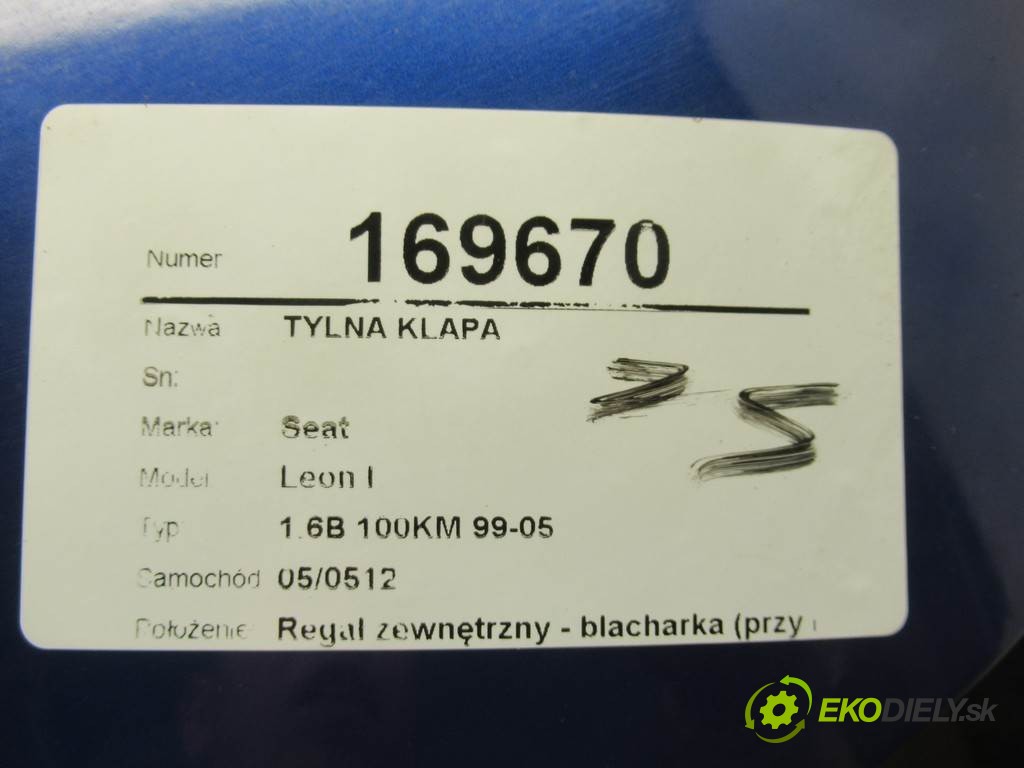 Numer 169670
Nazwa TYLNA KLAPA
Sn:
Marka: Seat
Model Leon I
Typ 1.6B 100KM 99-05
Samochód 05/0512
Położenie Regał zewnętrzny - blacharka (przy
EKODIELY.sk